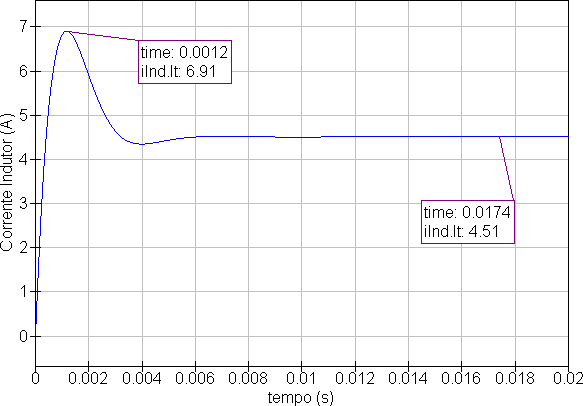 Corrente Indutor (A)
7
6
5
4
3
2
1
0
time: 0.0012
iInd.It: 6.91
time: 0.0174
iInd.It: 4.51
0 0.002 0.004 0.006 0.008 0.01 0.012 0.014 0.016 0.018 0.02
tempo (s)